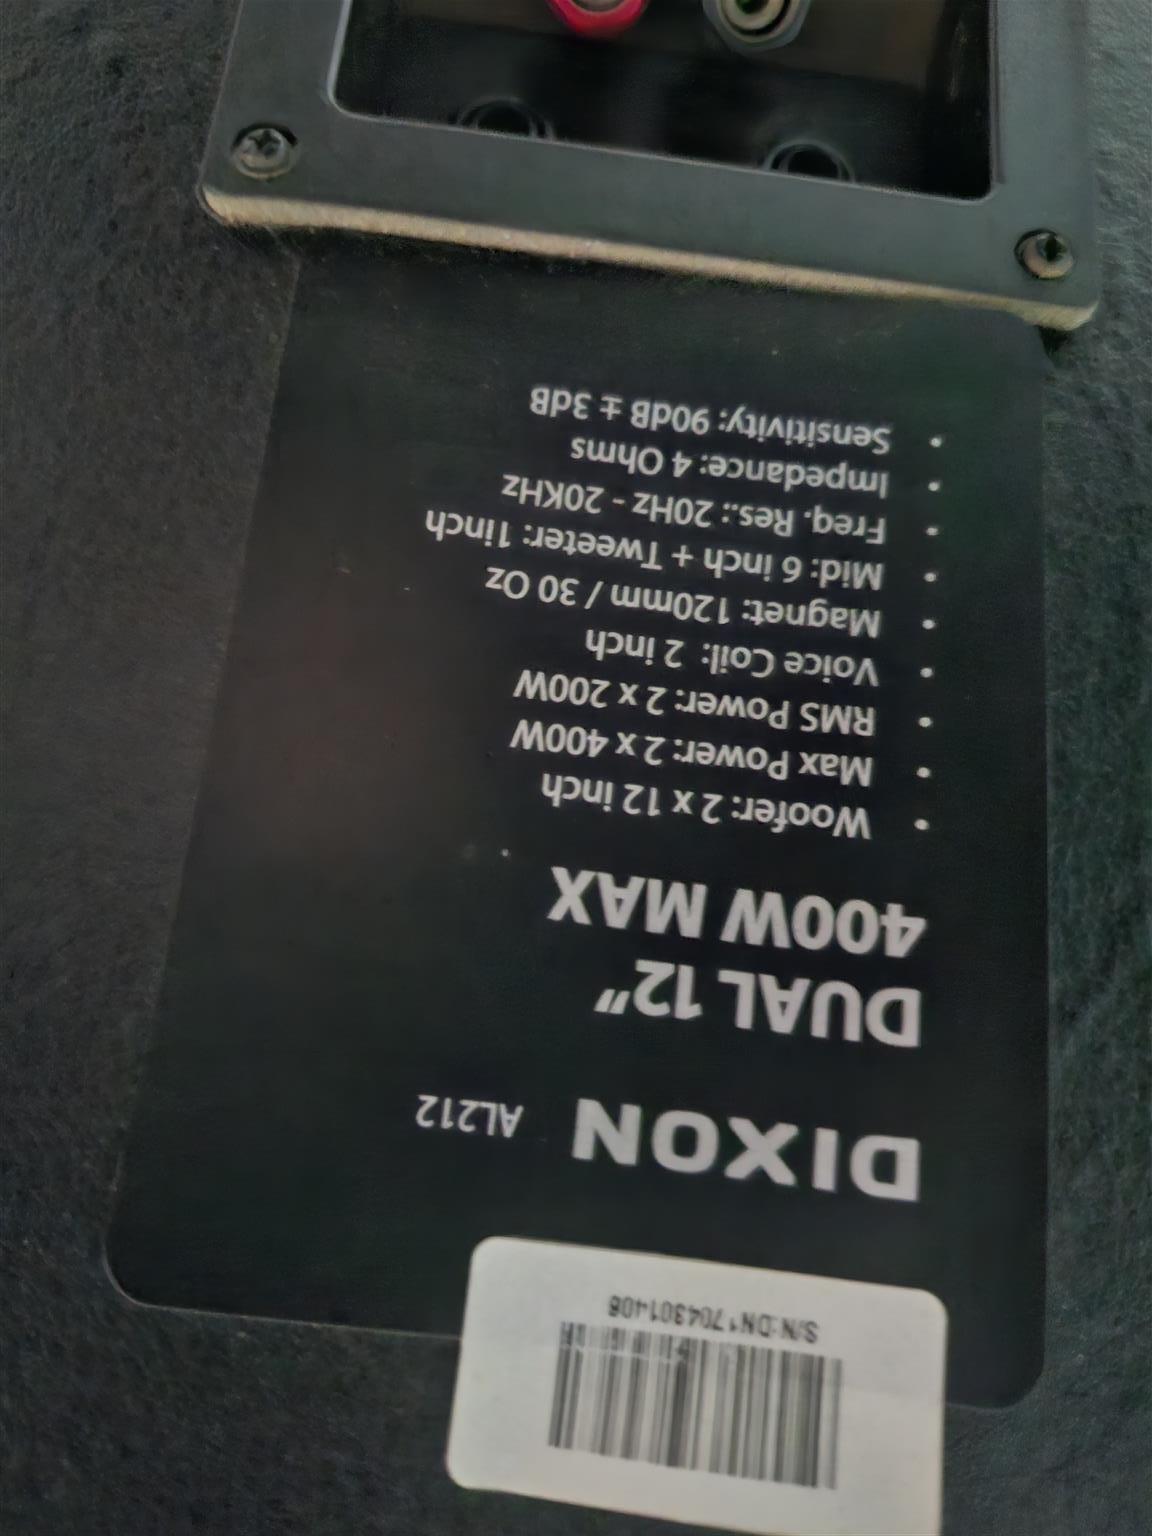 S/N:DN1704301406
DIXON AL212
DUAL 12"
400W MAX
• Woofer: 2 x 12 inch
• Max Power: 2 x 400W
• RMS Power: 2 x 200W
• Voice Coil: 2 inch
• Magnet: 120mm / 30 Oz
• Mid: 6 inch + Tweeter: 1inch
• Freq. Res.: 20Hz - 20KHz
• Impedance: 4 Ohms
• Sensitivity: 90dB ± 3dB